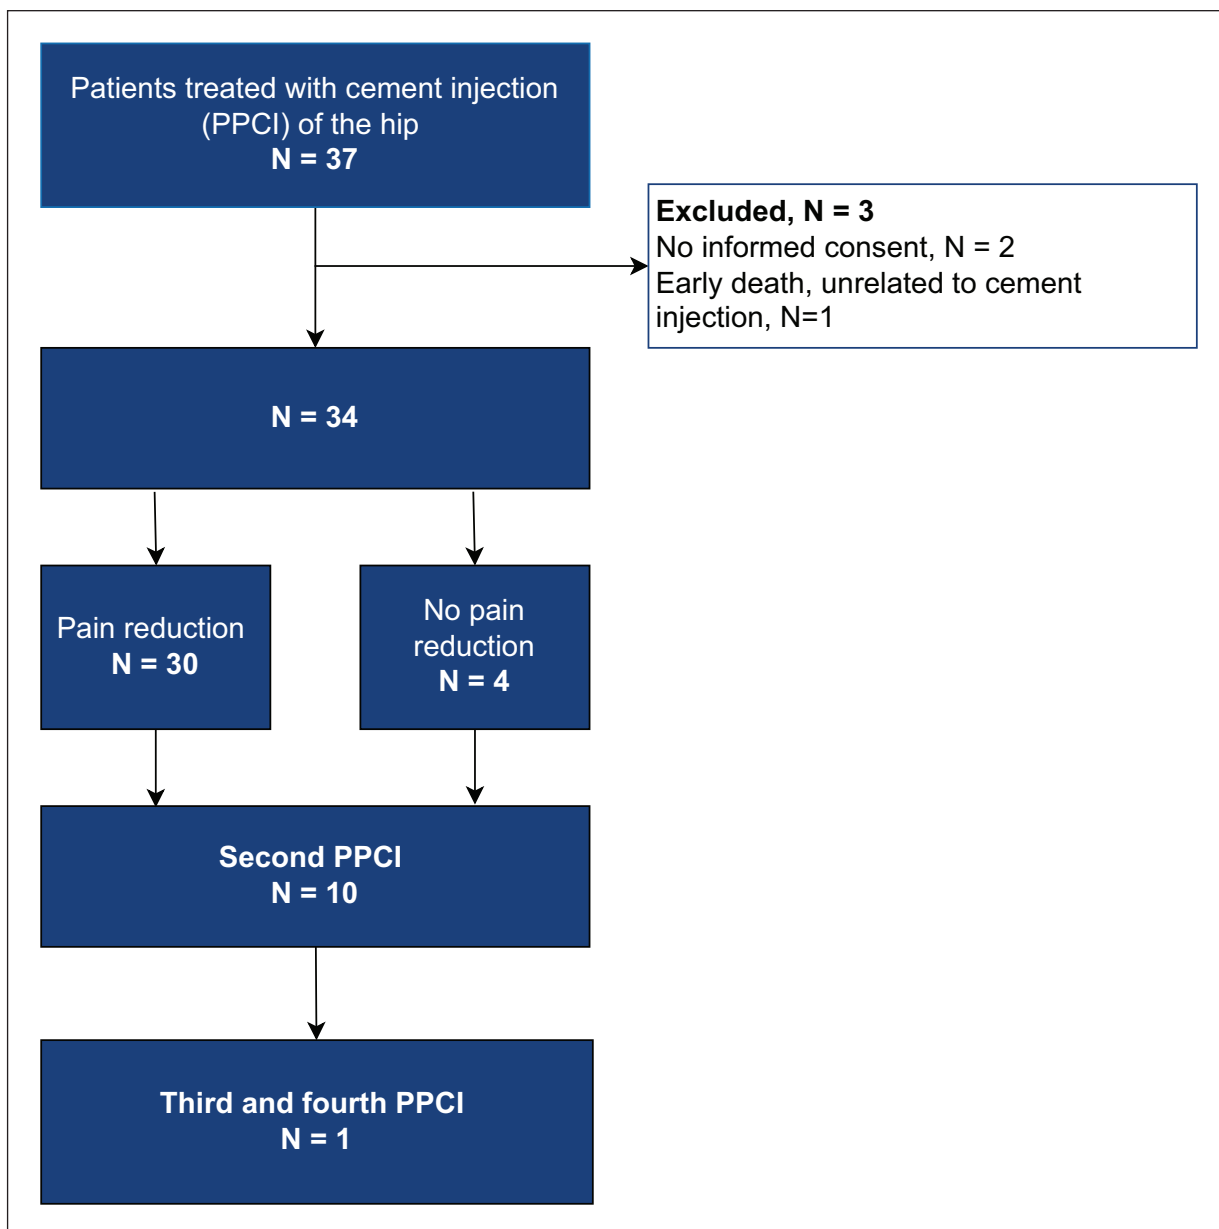 Patients treated with cement injection
(PPCI) of the hip
N = 37
Excluded, N = 3
No informed consent, N = 2
Early death, unrelated to cement
injection, N=1
N = 34
Pain reduction
N = 30
No pain
reduction
N = 4
Second PPCI
N = 10
Third and fourth PPCI
N = 1